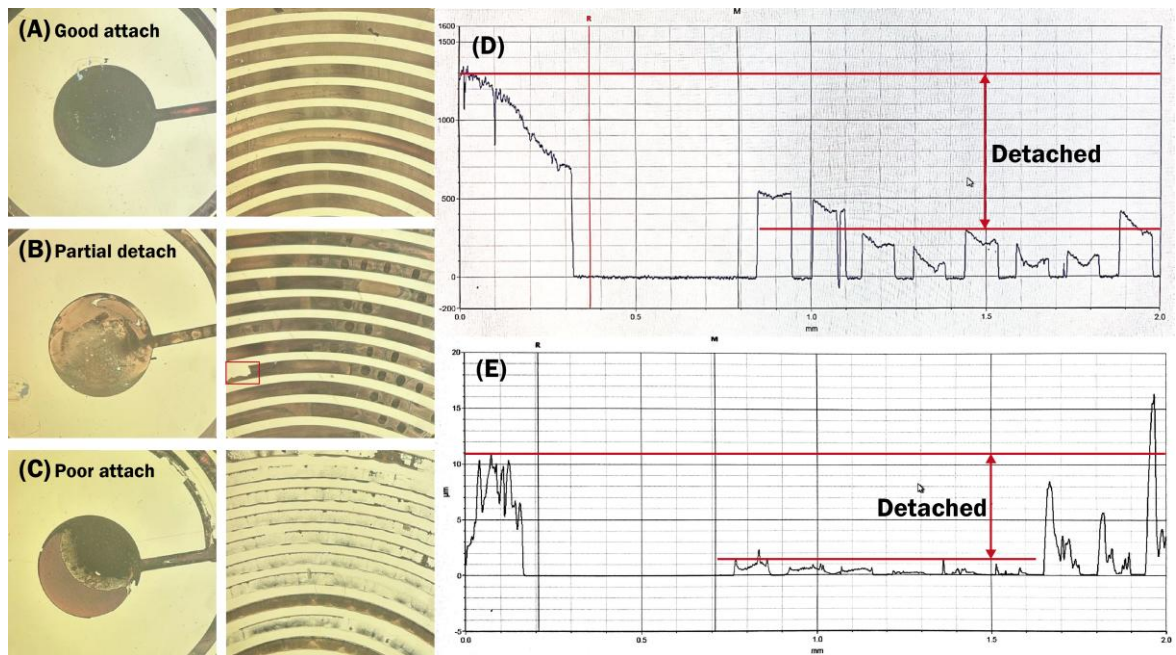 (A) Good attach
(B) Partial detach
(C) Poor attach
R
M
(D)
1600
1500
1000
500
0
-200
Detached
0.0
0.5
1.0
1.5
2.0
mm
R
M
(E)
20
15
10
5
0
-5
µm
Detached
0.0
0.5
1.0
1.5
2.0
mm